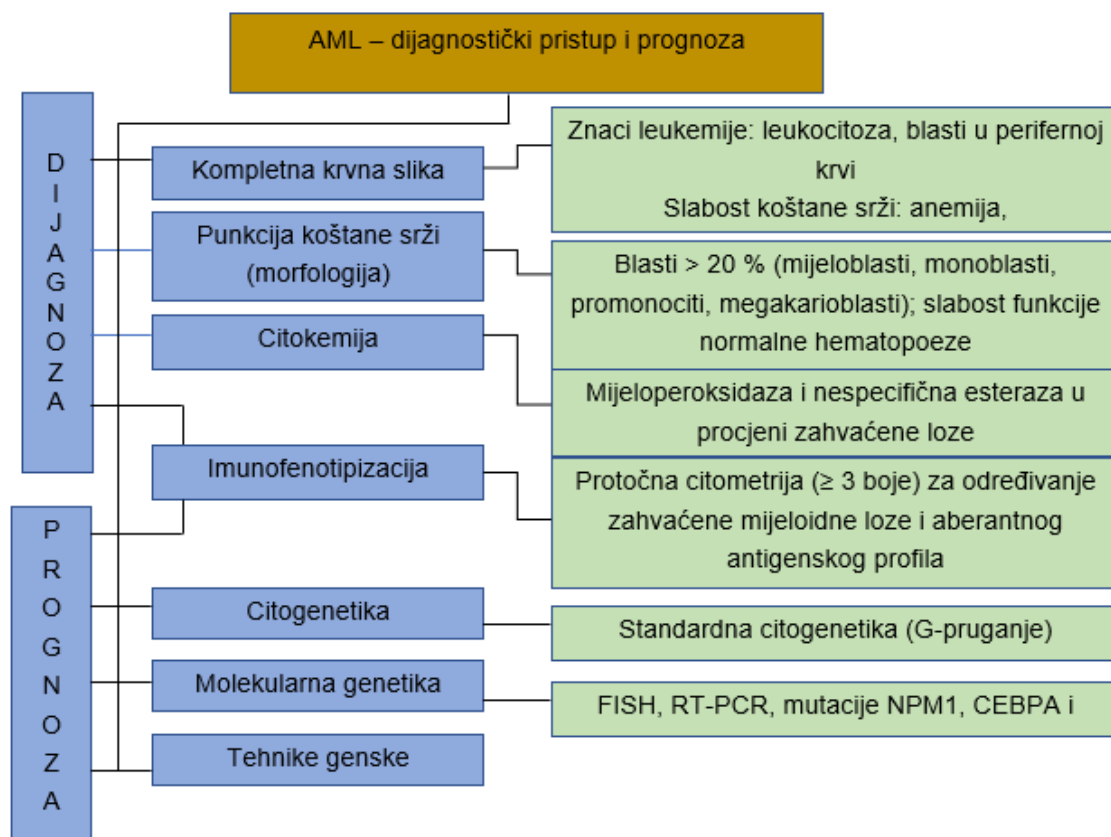 AML – dijagnostički pristup i prognoza
DIJAGNOZA
Kompletna krvna slika
Znaci leukemije: leukocitoza, blasti u perifernoj
krvi
Slabost koštane srži: anemija,
Punkcija koštane srži
(morfologija)
Blasti > 20 % (mijeloblasti, monoblasti,
promonociti, megakarioblasti); slabost funkcije
normalne hematopoeze
Citokemija
Mijeloperoksidaza i nespecifična esteraza u
procjeni zahvaćene loze
Imunofenotipizacija
Protočna citometrija (≥ 3 boje) za određivanje
zahvaćene mijeloidne loze i aberantnog
antigenskog profila
PROGNOZA
Citogenetika
Standardna citogenetika (G-pruganje)
Molekularna genetika
FISH, RT-PCR, mutacije NPM1, CEBPA i
Tehnike genske